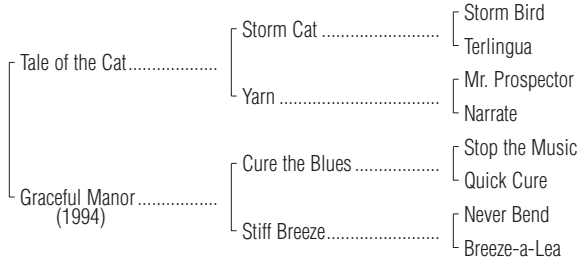 Storm Bird
Storm Cat ........................
Terlingua
Tale of the Cat..................
Mr. Prospector
Yarn .................................
Narrate
Stop the Music
Cure the Blues .................
Quick Cure
Graceful Manor................
(1994)
Never Bend
Stiff Breeze.......................
Breeze-a-Lea